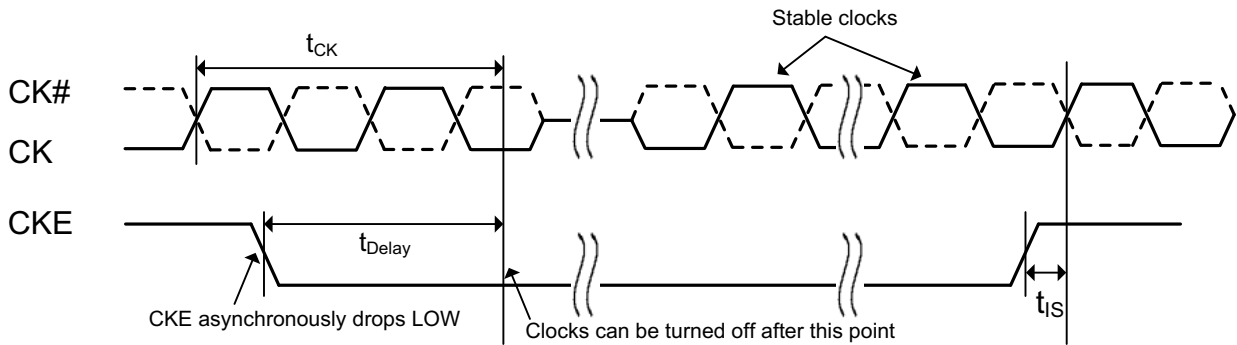 Stable clocks
tCK
CK#
CK
CKE
tDelay
tIS
CKE asynchronously drops LOW
Clocks can be turned off after this point